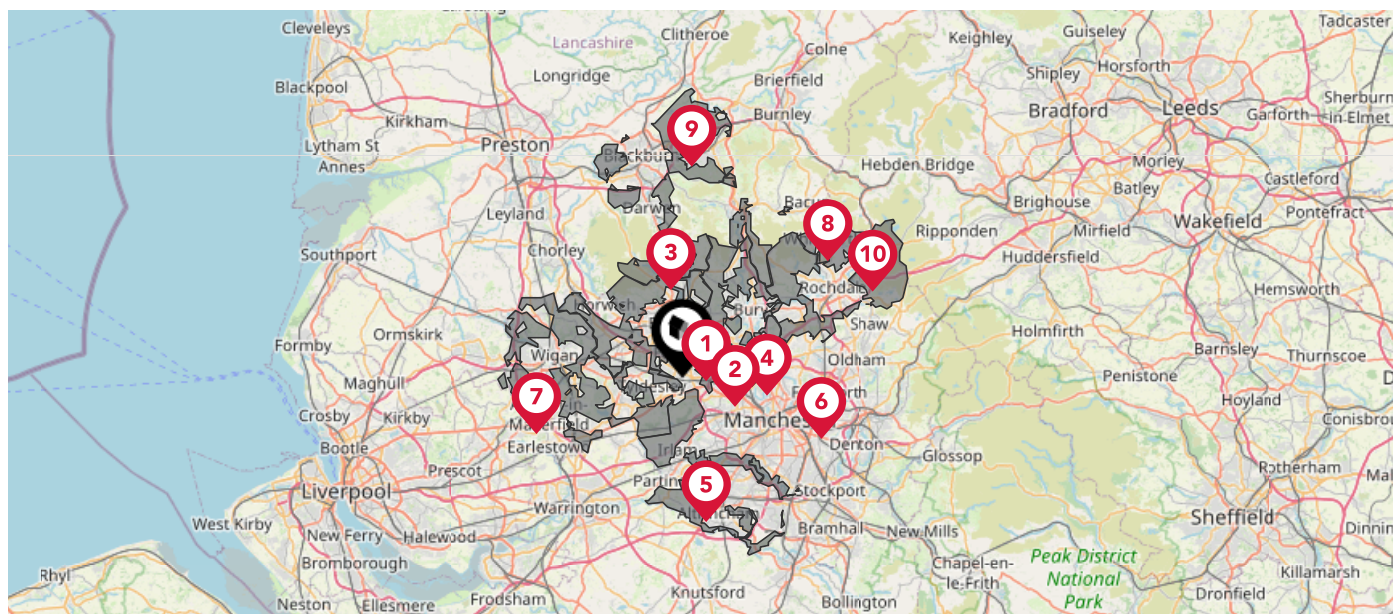 Cleveleys
Clitheroe
Colne
Keighley
Guiseley
Tadcaster
Lancashire
Longridge
Brierfield
Shipley
Horsforth
Blackpool
Kirkham
Burnley
Bradford
Leeds
Garforth
Sherburn-
in-Elmet
9
Preston
Lytham St
Annes
Blackburn
Hebden Bridge
Morley
Batley
Castleford
Leyland
Darwen
Brighouse
Wakefield
Pontefract
8
Ripponden
Mirfield
Southport
Chorley
3
10
Huddersfield
Horwich
Rochdale
Hemsworth
Bury
Ormskirk
1
Shaw
Holmfirth
Formby
Wigan
2
4
Oldham
Barnsley
Thurnscoe
Penistone
Maghull
7
6
Hoyland
Crosby
Kirkby
Manchester
Conisbro
Bootle
Earlestown
Denton
Glossop
Prescot
Irlam
Rotherham
Liverpool
Partin
5
Stockport
West Kirby
Warrington
Altrincham
Sheffield
New Ferry
Halewood
Bramhall
New Mills
Dinnin
Bromborough
Peak District
National
Park
Chapel-en-
le-Frith
Rhyl
Knutsford
Killamarsh
Neston
Ellesmere
Frodsham
Bollington
Dronfield